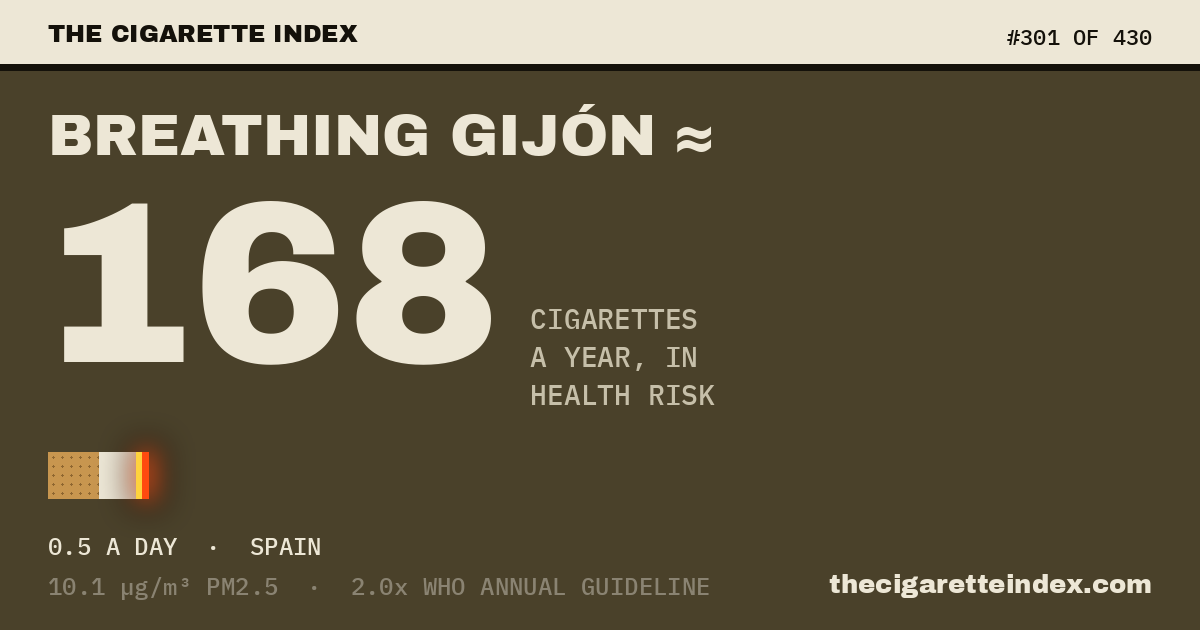 THE CIGARETTE INDEX
#301 OF 430
BREATHING GIJÓN ≈
168
CIGARETTES
A YEAR, IN
HEALTH RISK
0.5 A DAY · SPAIN
10.1 µg/m³ PM2.5 · 2.0x WHO ANNUAL GUIDELINE
thecigaretteindex.com